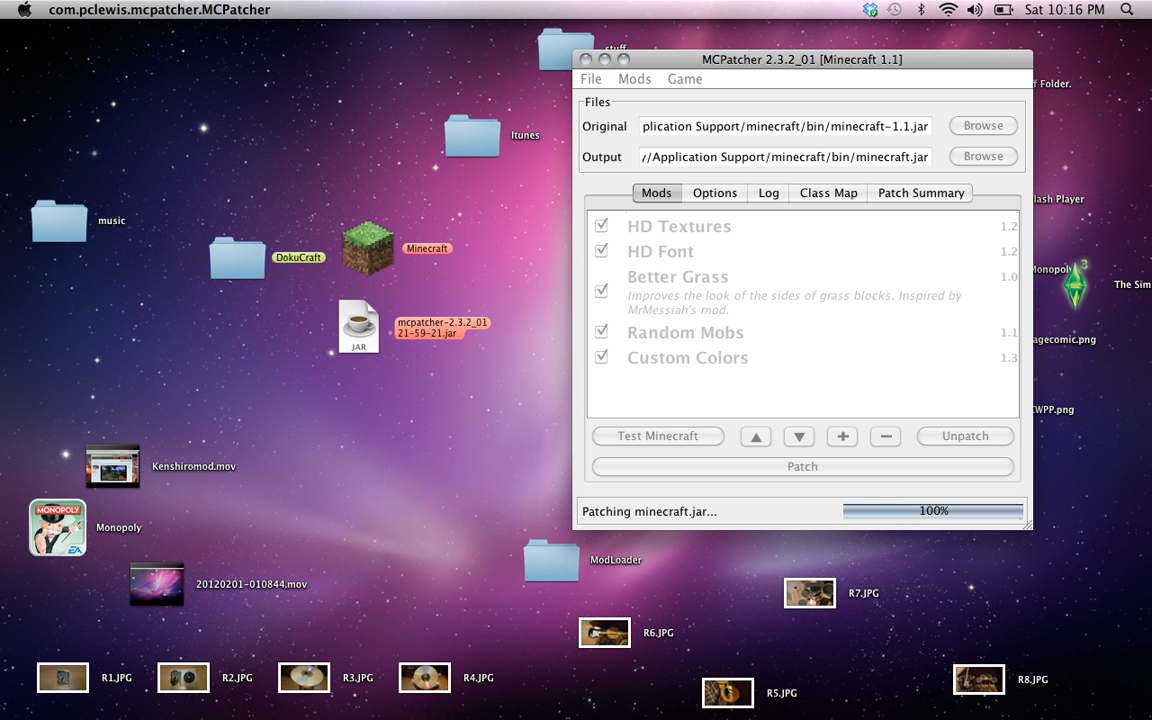 com.pclewis.mcpatcher.MCPatcher
Sat 10:16 PM
stuff
MCPatcher 2.3.2_01 [Minecraft 1.1]
File Mods Game
Files
Original plication Support/minecraft/bin/minecraft-1.1.jar Browse
Output //Application Support/minecraft/bin/minecraft.jar Browse
Mods Options Log Class Map Patch Summary
HD Textures 1.2
HD Font 1.2
Better Grass 1.0
Improves the look of the sides of grass blocks. Inspired by
MrMessiah's mod.
Random Mobs 1.1
Custom Colors 1.3
Test Minecraft Unpatch
Patch
Patching minecraft.jar... 100%
f Folder.
Itunes
lash Player
music
DokuCraft
Minecraft
Monopoly
3
The Sim
mcpatcher-2.3.2_01
21-59-21.jar
JAR
agecomic.png
WPP.png
Kenshiromod.mov
MONOPOLY
EA
Monopoly
20120201-010844.mov
ModLoader
R7.JPG
R6.JPG
R1.JPG
R2.JPG
R3.JPG
R4.JPG
R5.JPG
R8.JPG